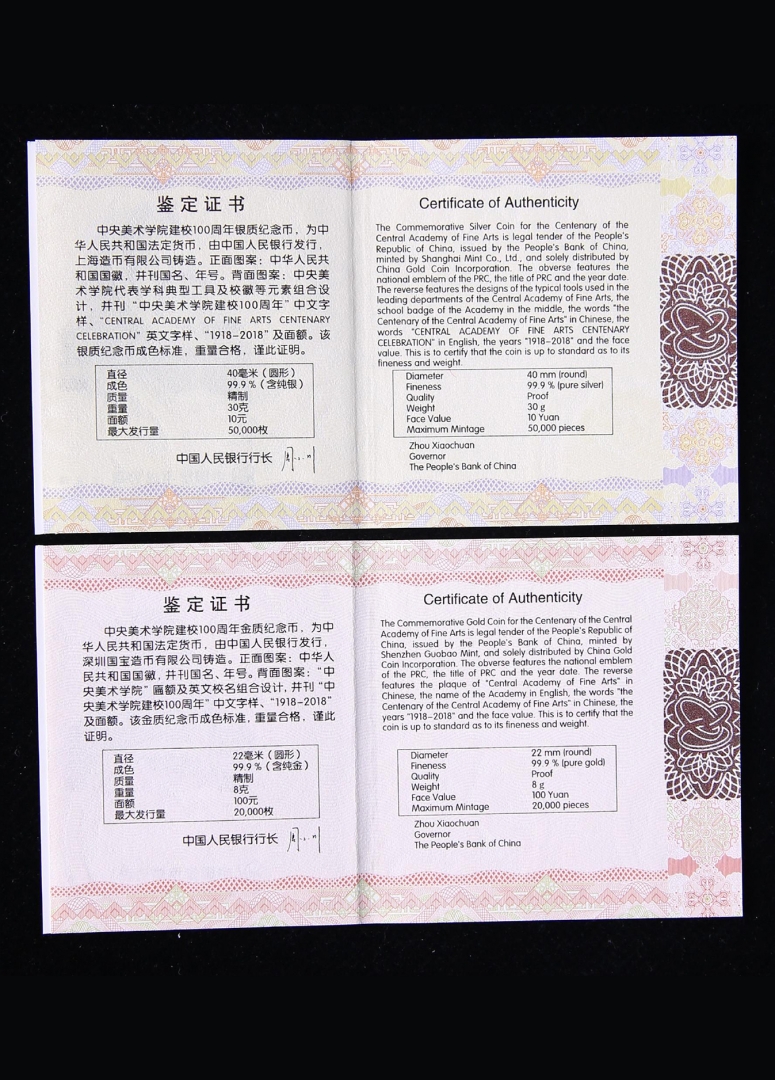 鉴定证书
中央美术学院建校100周年银质纪念币，为中
华人民共和国法定货币，由中国人民银行发行，
上海造币有限公司铸造。正面图案：中华人民共
和国国徽，并刊国名、年号。背面图案：中央美
术学院代表学科典型工具及校徽等元素组合设
计，并刊“中央美术学院建校100周年”中文字
样、“CENTRAL ACADEMY OF FINE ARTS CENTENARY
CELEBRATION”英文字样、“1918-2018”及面额。该
银质纪念币成色标准，重量合格，谨此证明。
直径 40毫米（圆形）
成色 99.9%（含纯银）
质量 精制
重量 30克
面额 10元
最大发行量 50,000枚
中国人民银行行长
Certificate of Authenticity
The Commemorative Silver Coin for the Centenary of the
Central Academy of Fine Arts is legal tender of the People's
Republic of China, issued by the People's Bank of China,
minted by Shanghai Mint Co., Ltd., and solely distributed by
China Gold Coin Incorporation. The obverse features the
national emblem of the PRC, the title of PRC and the year date.
The reverse features the designs of the typical tools used in the
leading departments of the Central Academy of Fine Arts, the
school badge of the Academy in the middle, the words "the
Centenary of the Central Academy of Fine Arts" in Chinese, the
words "CENTRAL ACADEMY OF FINE ARTS CENTENARY
CELEBRATION" in English, the years "1918-2018" and the face
value. This is to certify that the coin is up to standard as to its
fineness and weight.
Diameter 40 mm (round)
Fineness 99.9 % (pure silver)
Quality Proof
Weight 30 g
Face Value 10 Yuan
Maximum Mintage 50,000 pieces
Zhou Xiaochuan
Governor
The People's Bank of China
鉴定证书
中央美术学院建校100周年金质纪念币，为中
华人民共和国法定货币，由中国人民银行发行，
深圳国宝造币有限公司铸造。正面图案：中华人
民共和国国徽，并刊国名、年号。背面图案：“中
央美术学院”匾额及英文校名组合设计，并刊“中
央美术学院建校100周年”中文字样、“1918-2018”
及面额。该金质纪念币成色标准，重量合格，谨此
证明。
直径 22毫米（圆形）
成色 99.9%（含纯金）
质量 精制
重量 8克
面额 100元
最大发行量 20,000枚
中国人民银行行长
Certificate of Authenticity
The Commemorative Gold Coin for the Centenary of the Central
Academy of Fine Arts is legal tender of the People's Republic of
China, issued by the People's Bank of China, minted by
Shenzhen Guobao Mint, and solely distributed by China Gold
Coin Incorporation. The obverse features the national emblem
of the PRC, the title of PRC and the year date. The reverse
features the plaque of "Central Academy of Fine Arts" in
Chinese, the name of the Academy in English, the words "the
Centenary of the Central Academy of Fine Arts" in Chinese, the
years "1918-2018" and the face value. This is to certify that the
coin is up to standard as to its fineness and weight.
Diameter 22 mm (round)
Fineness 99.9 % (pure gold)
Quality Proof
Weight 8 g
Face Value 100 Yuan
Maximum Mintage 20,000 pieces
Zhou Xiaochuan
Governor
The People's Bank of China